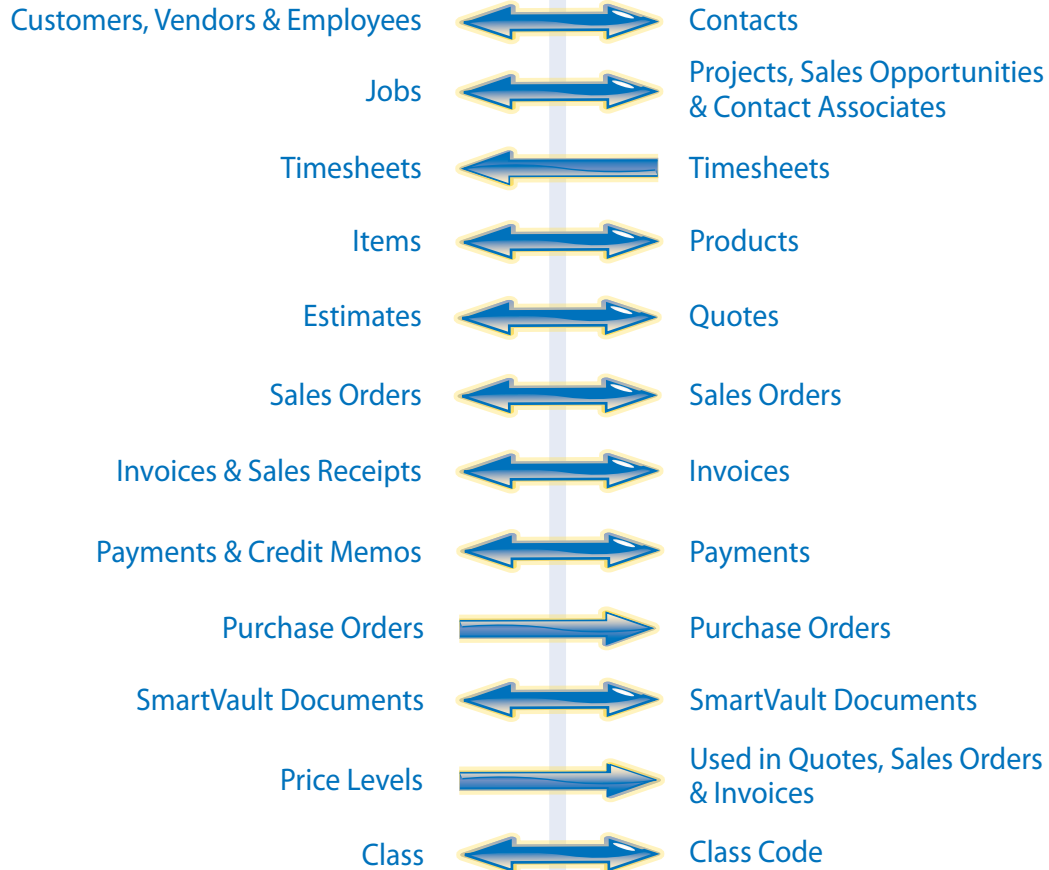 Customers, Vendors & Employees Contacts
Jobs Projects, Sales Opportunities
& Contact Associates
Timesheets Timesheets
Items Products
Estimates Quotes
Sales Orders Sales Orders
Invoices & Sales Receipts Invoices
Payments & Credit Memos Payments
Purchase Orders Purchase Orders
SmartVault Documents SmartVault Documents
Price Levels Used in Quotes, Sales Orders
& Invoices
Class Class Code